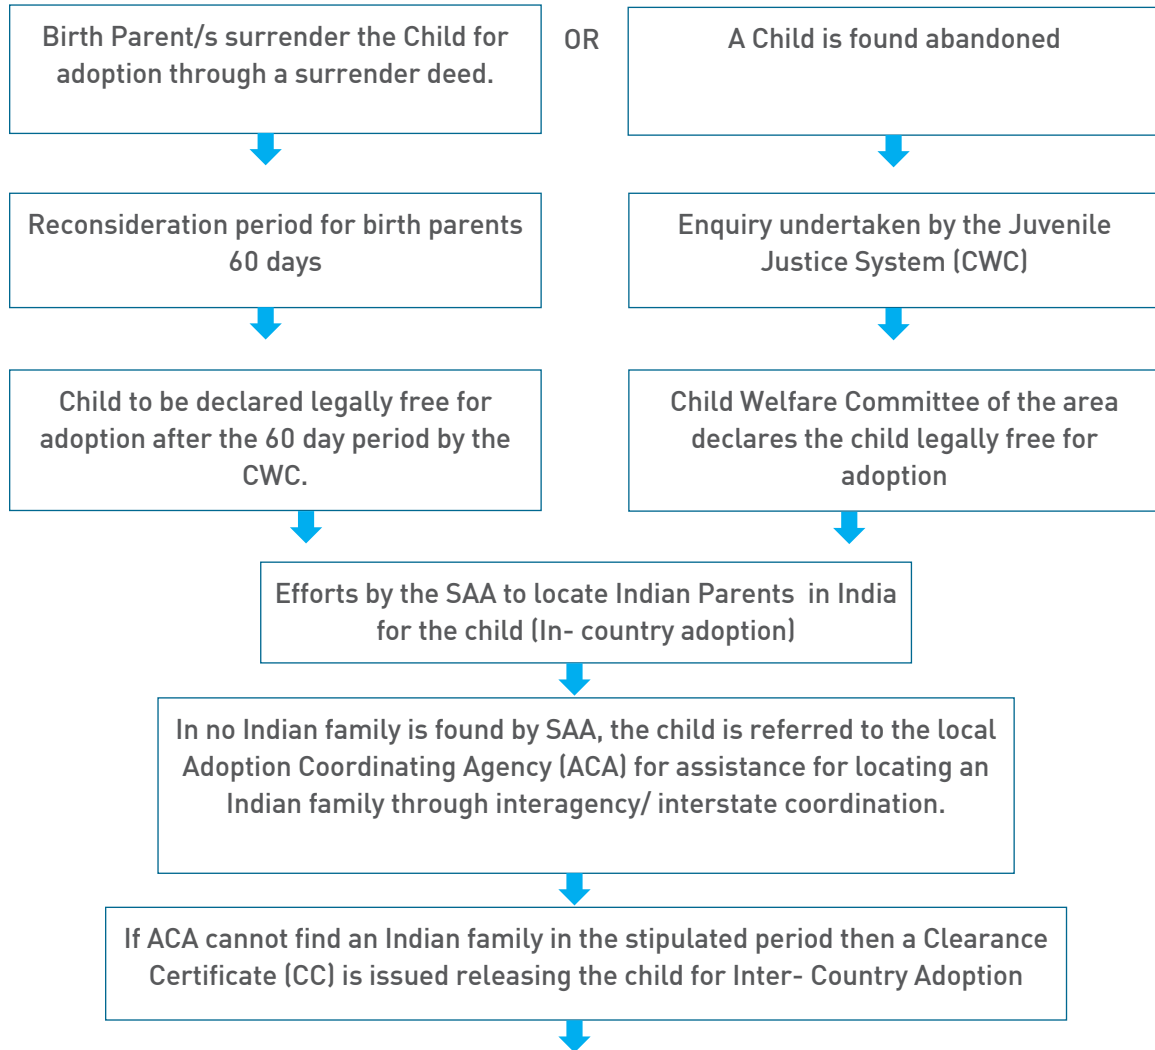 Birth Parent/s surrender the Child for
adoption through a surrender deed.
OR
A Child is found abandoned
Reconsideration period for birth parents
60 days
Enquiry undertaken by the Juvenile
Justice System (CWC)
Child to be declared legally free for
adoption after the 60 day period by the
CWC.
Child Welfare Committee of the area
declares the child legally free for
adoption
Efforts by the SAA to locate Indian Parents in India
for the child (In- country adoption)
In no Indian family is found by SAA, the child is referred to the local
Adoption Coordinating Agency (ACA) for assistance for locating an
Indian family through interagency/ interstate coordination.
If ACA cannot find an Indian family in the stipulated period then a Clearance
Certificate (CC) is issued releasing the child for Inter- Country Adoption